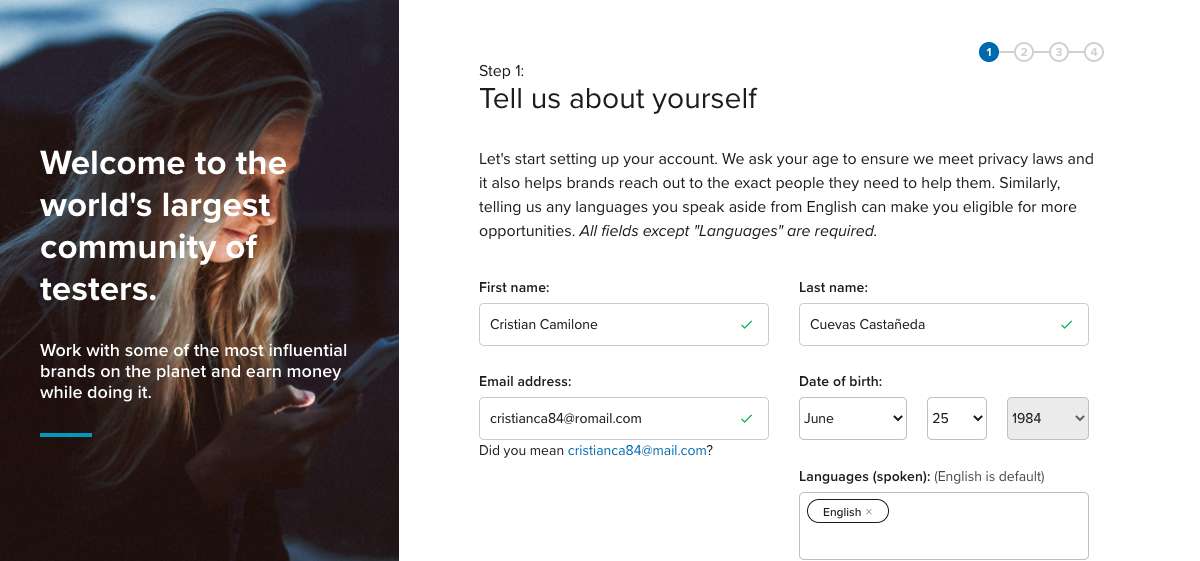 Welcome to the
world's largest
community of
testers.
Work with some of the most influential
brands on the planet and earn money
while doing it.
1 2 3 4
Step 1:
Tell us about yourself
Let's start setting up your account. We ask your age to ensure we meet privacy laws and
it also helps brands reach out to the exact people they need to help them. Similarly,
telling us any languages you speak aside from English can make you eligible for more
opportunities. All fields except "Languages" are required.
First name:
Cristian Camilone
Last name:
Cuevas Castañeda
Email address:
cristianca84@romail.com
Did you mean cristianca84@mail.com?
Date of birth:
June 25 1984
Languages (spoken): (English is default)
English ×